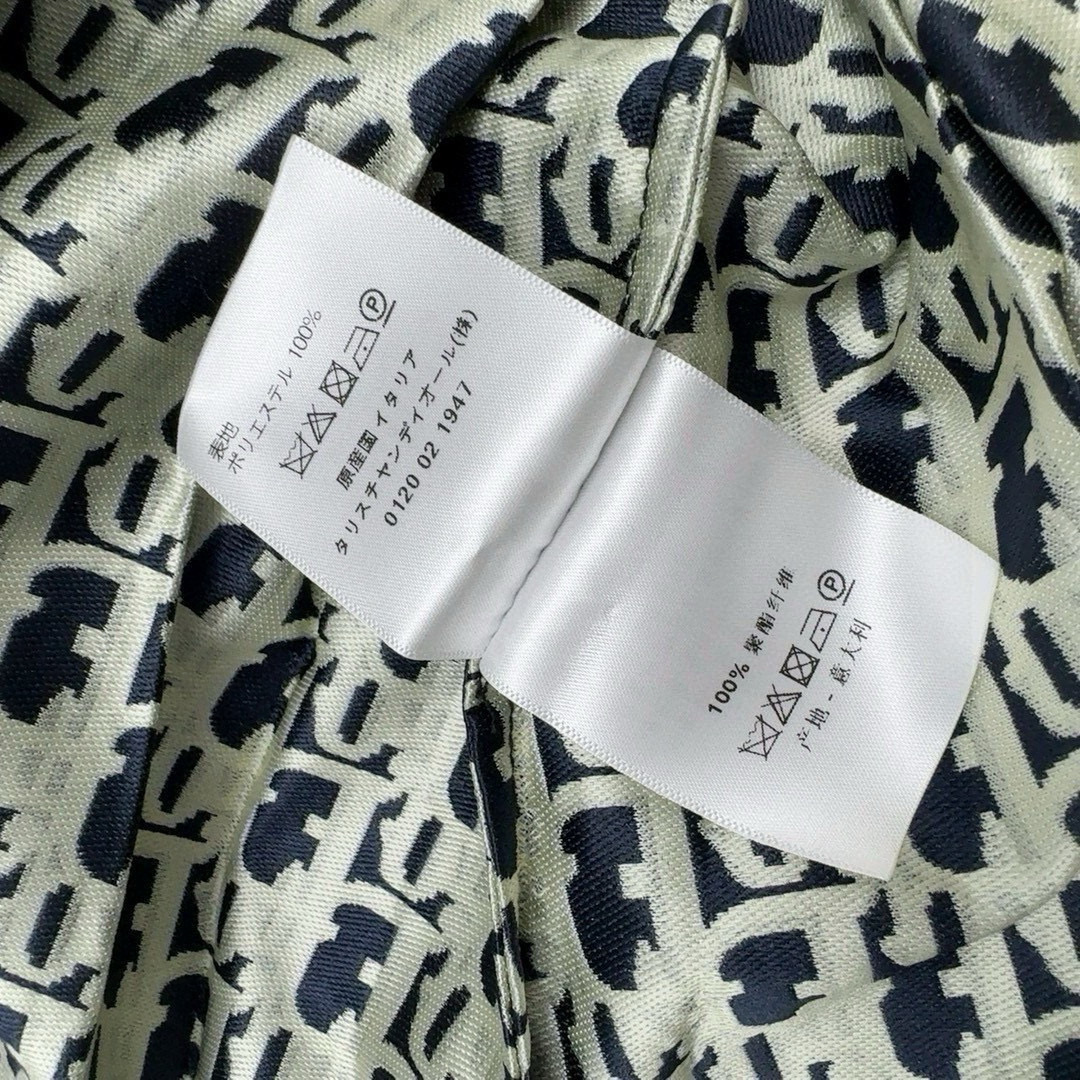 表地
ポリエステル 100%
原産国 イタリア
タリスチャンデイオール(株)
0120 02 1947
100% 聚酯纤维
产地 - 意大利